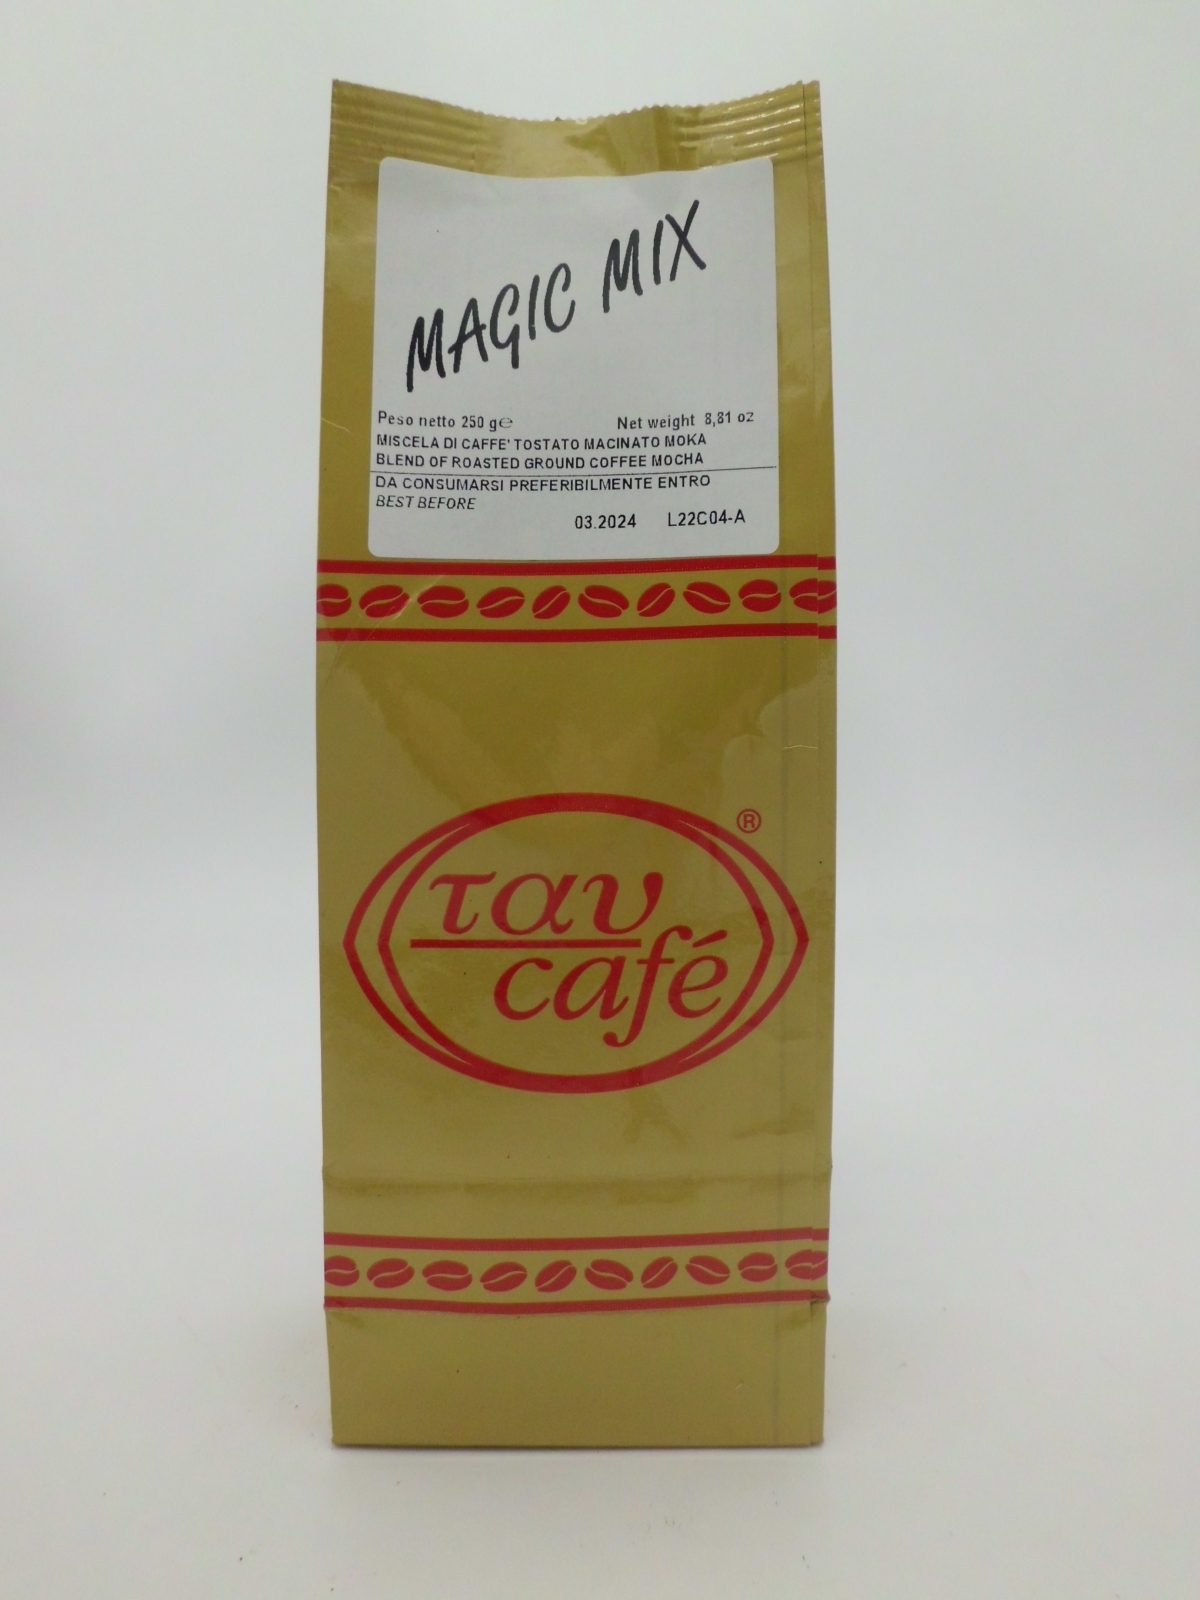 MAGIC MIX
Peso netto 250 g℮ Net weight 8,81 oz
MISCELA DI CAFFE' TOSTATO MACINATO MOKA
BLEND OF ROASTED GROUND COFFEE MOCHA
DA CONSUMARSI PREFERIBILMENTE ENTRO
BEST BEFORE
03.2024 L22C04-A
®
ταυ
café